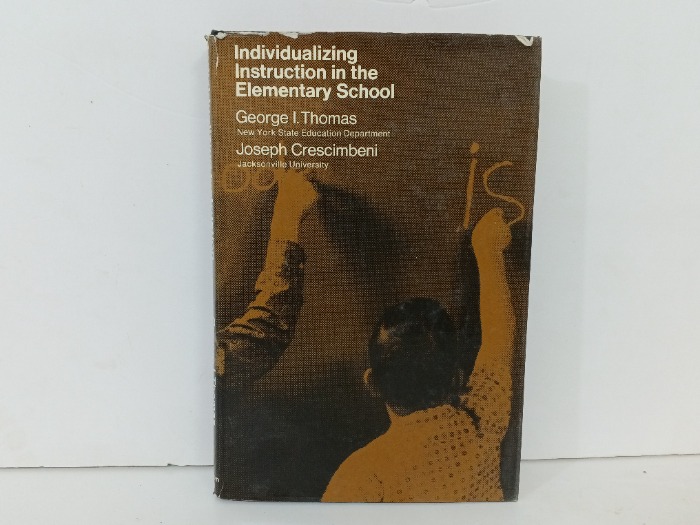 Individualizing
Instruction in the
Elementary School
George I. Thomas
New York State Education Department
Joseph Crescimbeni
Jacksonville University
is